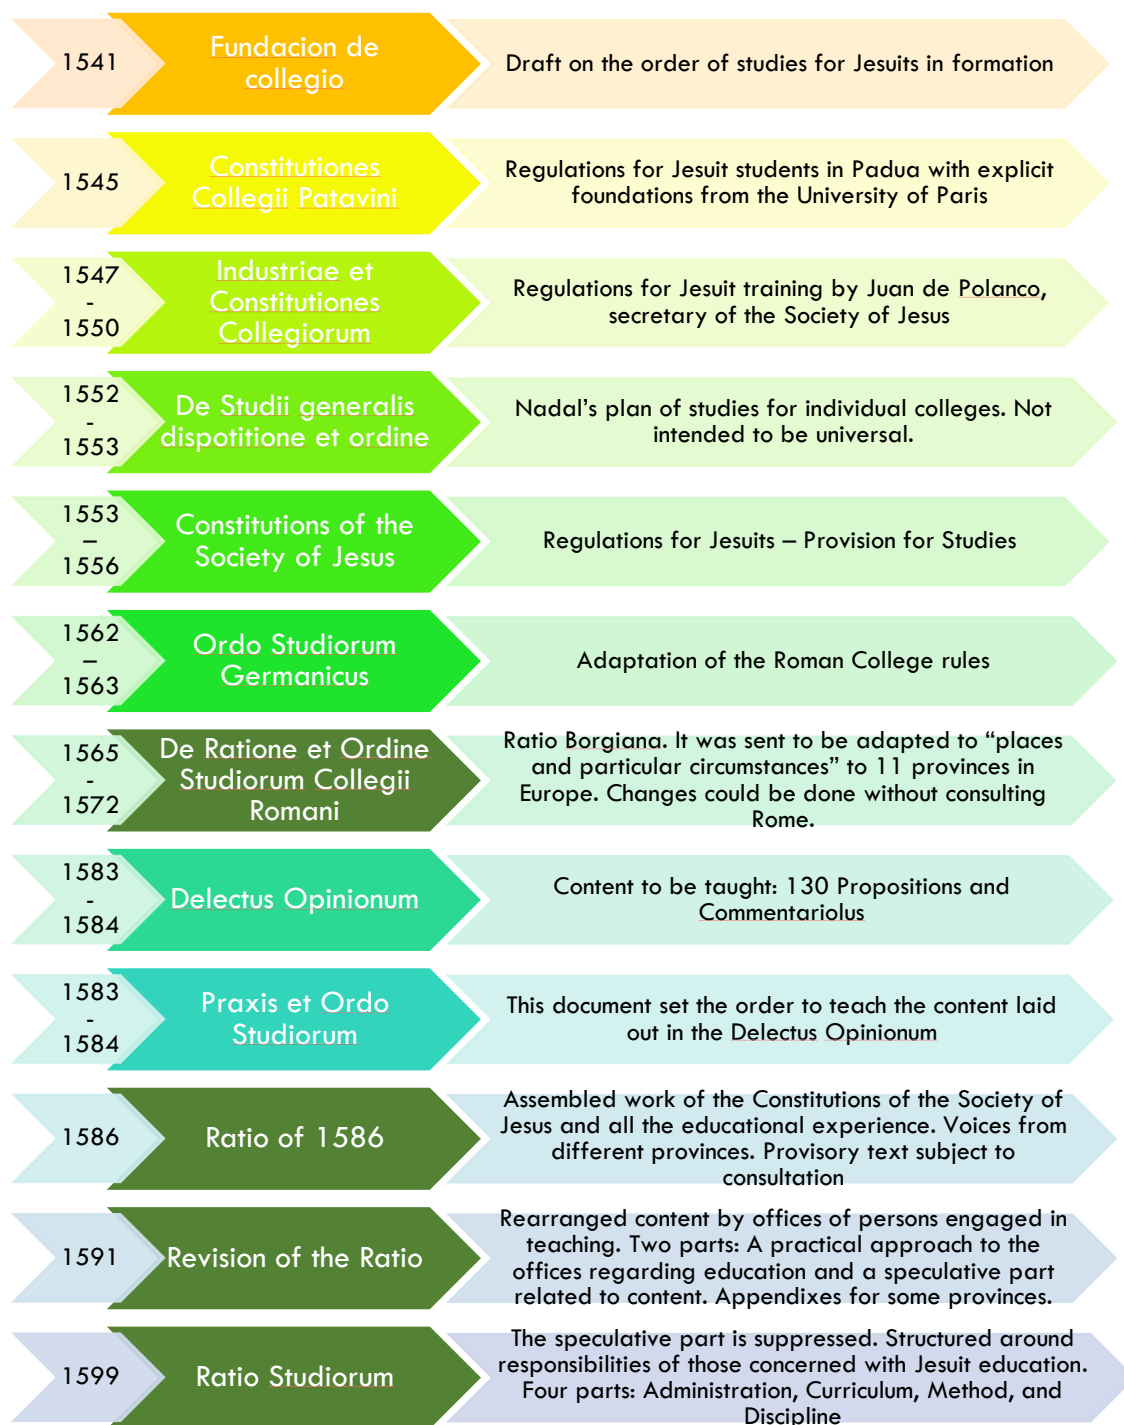 1541
Fundacion de
collegio
Draft on the order of studies for Jesuits in formation
1545
Constitutiones
Collegii Patavini
Regulations for Jesuit students in Padua with explicit
foundations from the University of Paris
1547
-
1550
Industriae et
Constitutiones
Collegiorum
Regulations for Jesuit training by Juan de Polanco,
secretary of the Society of Jesus
1552
-
1553
De Studii generalis
dispotitione et ordine
Nadal’s plan of studies for individual colleges. Not
intended to be universal.
1553
–
1556
Constitutions of the
Society of Jesus
Regulations for Jesuits – Provision for Studies
1562
–
1563
Ordo Studiorum
Germanicus
Adaptation of the Roman College rules
1565
-
1572
De Ratione et Ordine
Studiorum Collegii
Romani
Ratio Borgiana. It was sent to be adapted to “places
and particular circumstances” to 11 provinces in
Europe. Changes could be done without consulting
Rome.
1583
-
1584
Delectus Opinionum
Content to be taught: 130 Propositions and
Commentariolus
1583
-
1584
Praxis et Ordo
Studiorum
This document set the order to teach the content laid
out in the Delectus Opinionum
1586
Ratio of 1586
Assembled work of the Constitutions of the Society of
Jesus and all the educational experience. Voices from
different provinces. Provisory text subject to
consultation
1591
Revision of the Ratio
Rearranged content by offices of persons engaged in
teaching. Two parts: A practical approach to the
offices regarding education and a speculative part
related to content. Appendixes for some provinces.
1599
Ratio Studiorum
The speculative part is suppressed. Structured around
responsibilities of those concerned with Jesuit education.
Four parts: Administration, Curriculum, Method, and
Discipline